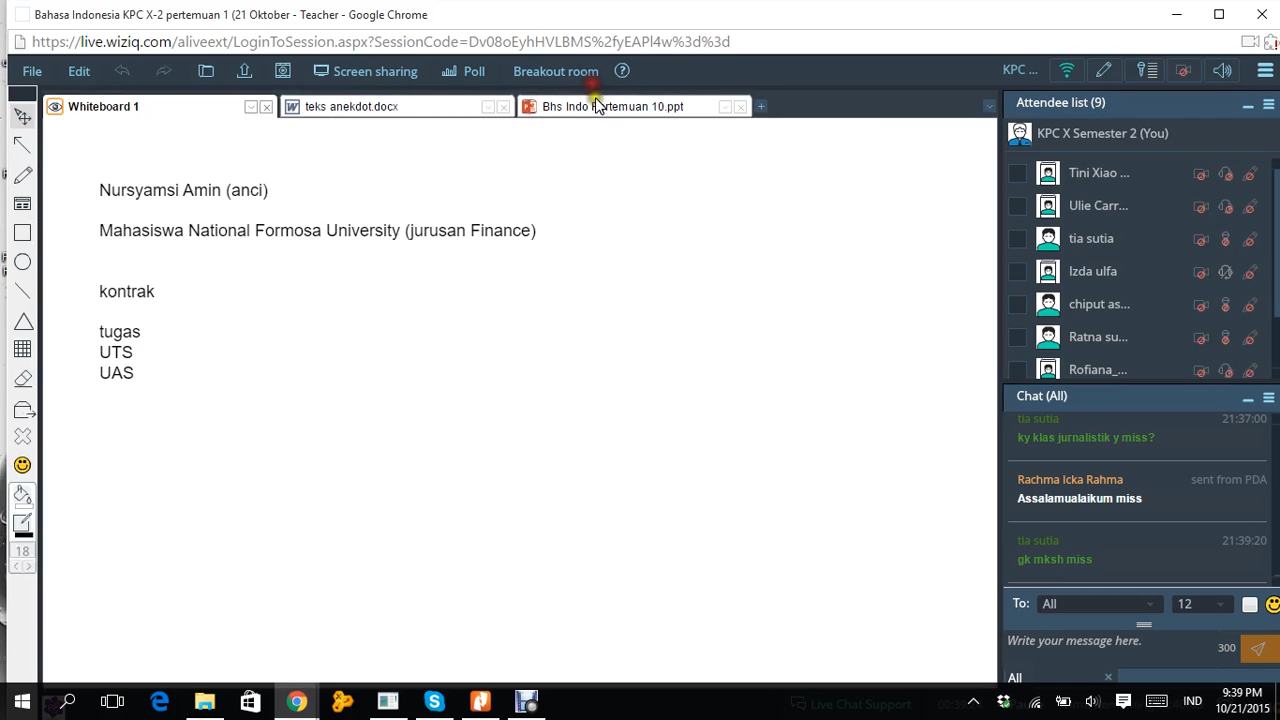 Bahasa Indonesia KPC X-2 pertemuan 1 (21 Oktober - Teacher - Google Chrome
https://live.wiziq.com/aliveext/LoginToSession.aspx?SessionCode=Dv08oEyhHVLBMS%2fyEAPl4w%3d%3d
File Edit Screen sharing Poll Breakout room ? KPC ...
Whiteboard 1 teks anekdot.docx Bhs Indo Pertemuan 10.ppt +
Attendee list (9)
KPC X Semester 2 (You)
Tini Xiao ...
Ulie Carr...
tia sutia
Izda ulfa
chiput as...
Ratna su...
Rofiana_...
Nursyamsi Amin (anci)
Mahasiswa National Formosa University (jurusan Finance)
kontrak
tugas
UTS
UAS
18
Chat (All)
tia sutia 21:37:00
ky klas jurnalistik y miss?
Rachma Icka Rahma sent from PDA
Assalamualaikum miss
tia sutia 21:39:20
gk mksh miss
To: All 12
Write your message here. 300
All
Live Chat Support
IND
9:39 PM
10/21/2015